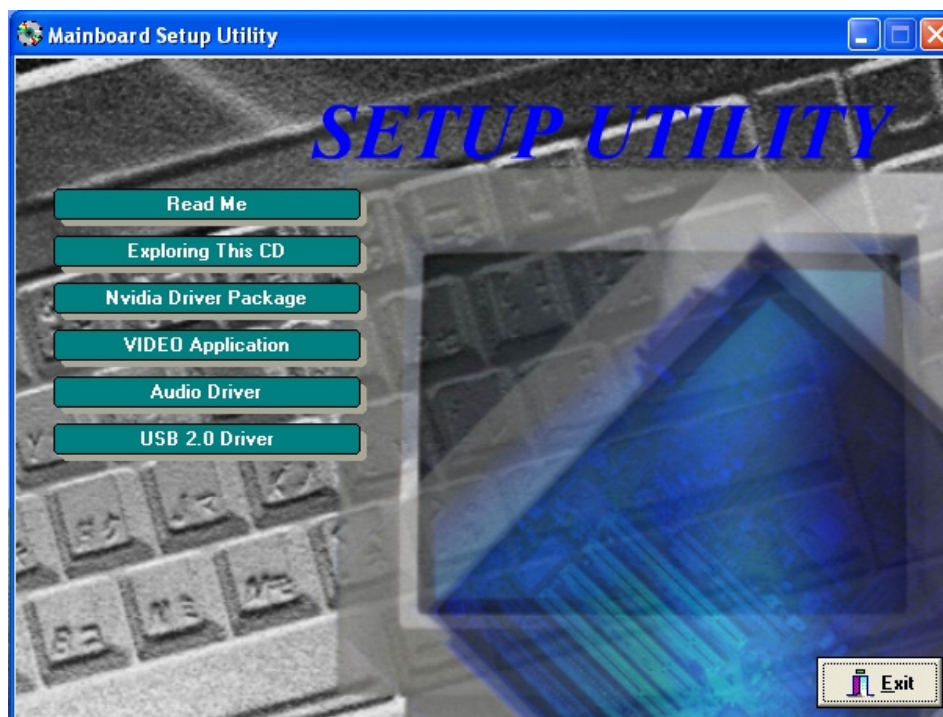 Mainboard Setup Utility
SETUP UTILITY
Read Me
Exploring This CD
Nvidia Driver Package
VIDEO Application
Audio Driver
USB 2.0 Driver
Exit